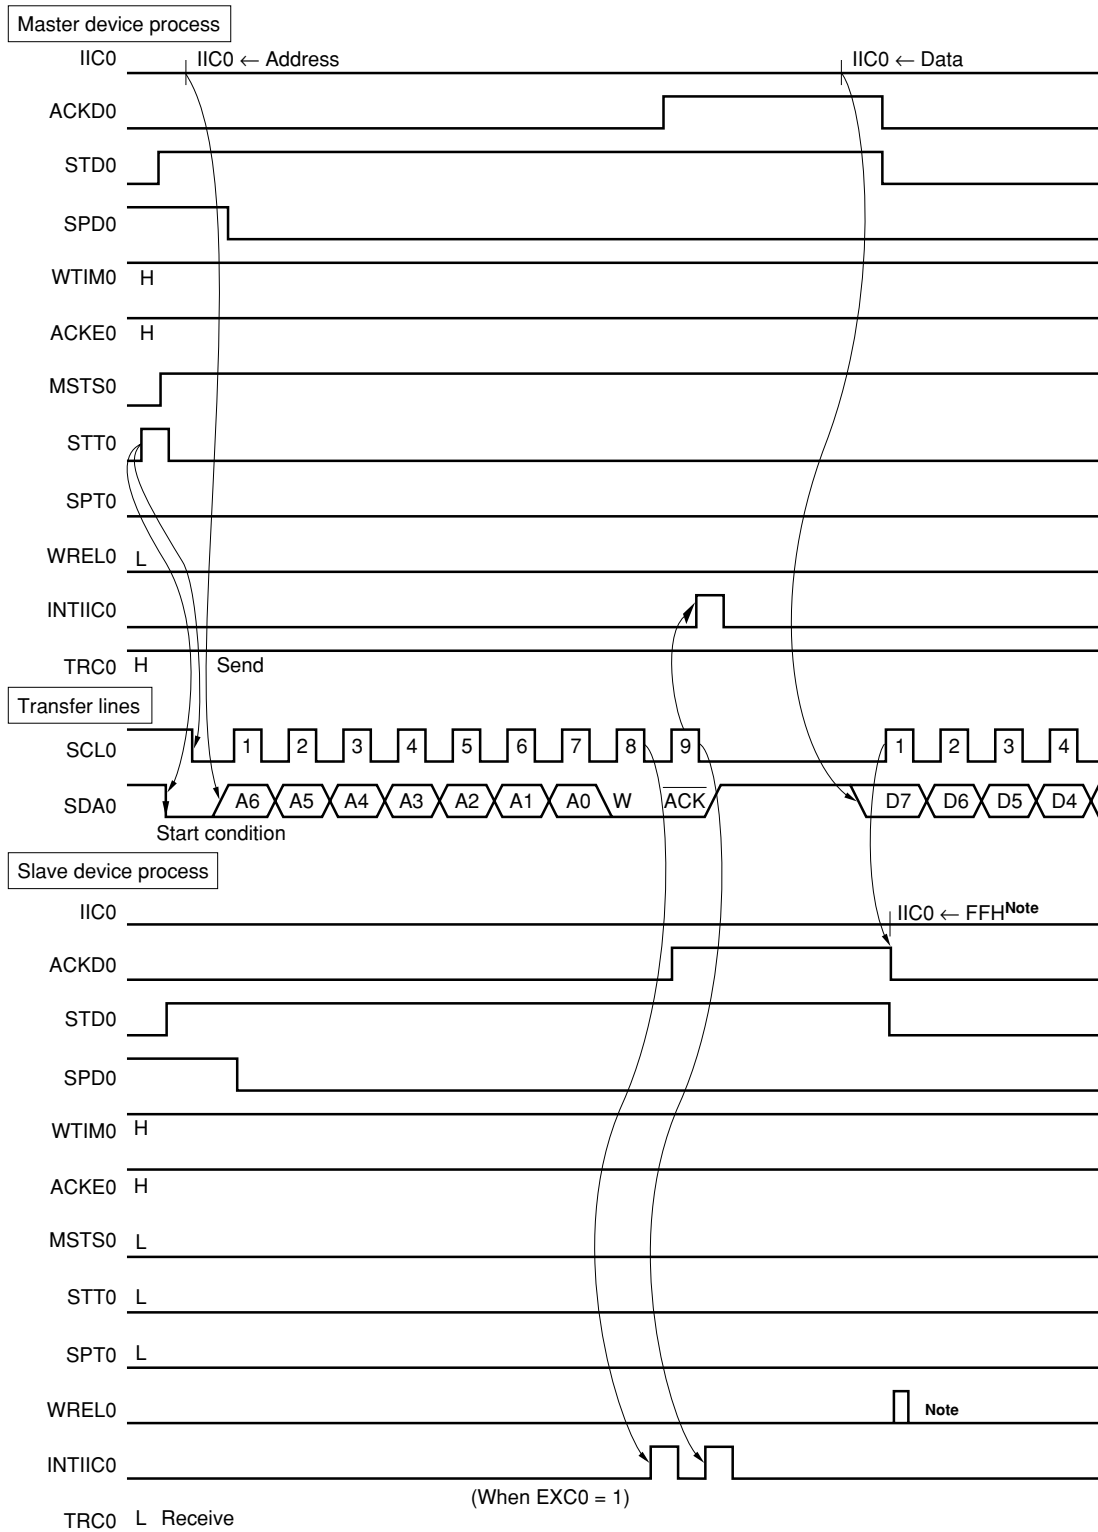 Master device process
IIC0 IIC0 ← Address IIC0 ← Data
ACKD0
STD0
SPD0
WTIM0 H
ACKE0 H
MSTS0
STT0
SPT0
WREL0 L
INTIIC0
TRC0 H Send
Transfer lines
SCL0 1 2 3 4 5 6 7 8 9 1 2 3 4
SDA0 A6 A5 A4 A3 A2 A1 A0 W ACK D7 D6 D5 D4
Start condition
Slave device process
IIC0 IIC0 ← FFH Note
ACKD0
STD0
SPD0
WTIM0 H
ACKE0 H
MSTS0 L
STT0 L
SPT0 L
WREL0 Note
INTIIC0
(When EXC0 = 1)
TRC0 L Receive